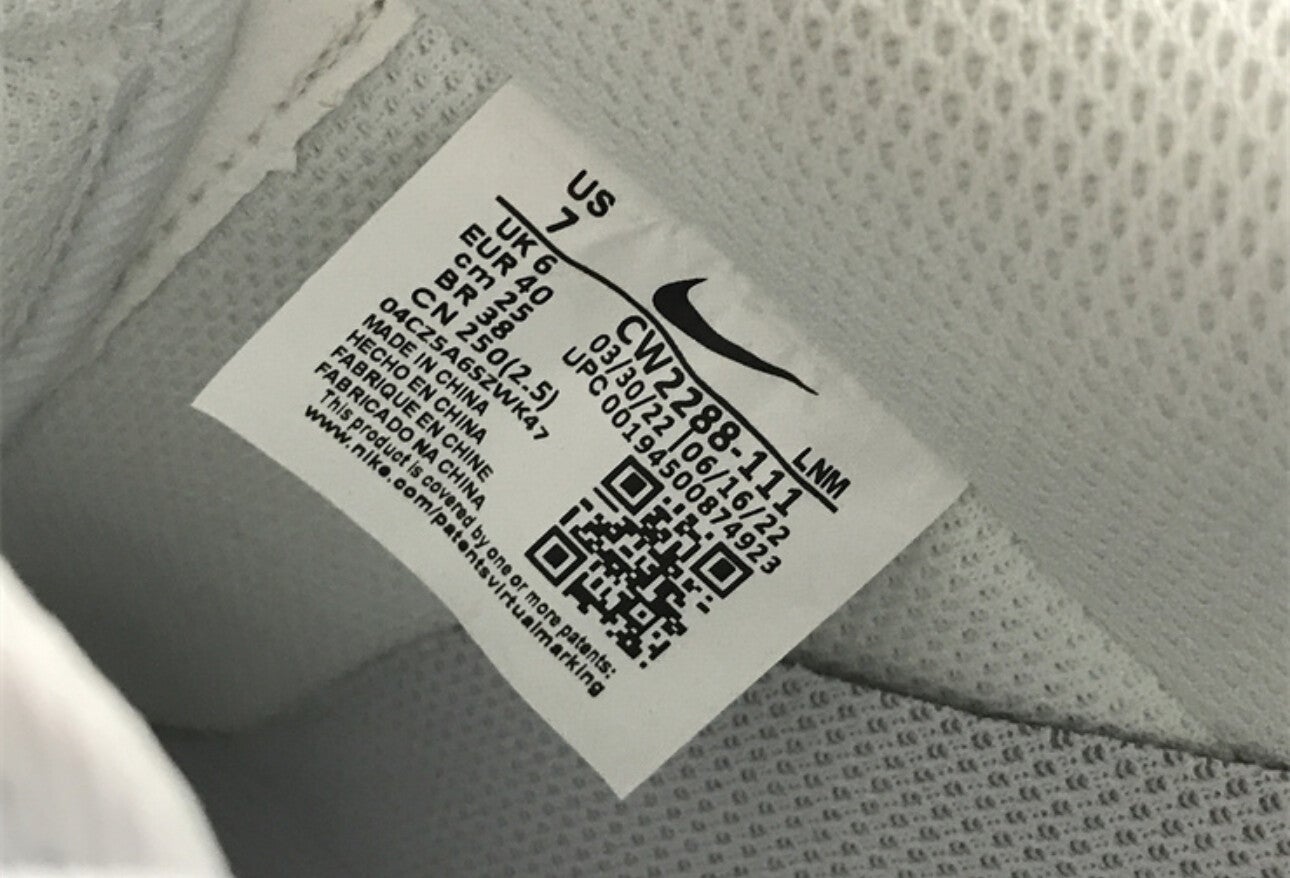 US
7
UK 6
EUR 40
cm 25
BR 38
CN 250(2.5)
04CZ5A6SZWK47
MADE IN CHINA
HECHO EN CHINA
FABRIQUE EN CHINE
FABRICADO NA CHINA
This product is covered by one or more patents:
www.nike.com/patentsvirtualmarking
LNM
CW2288-111
03/30/22 06/16/22
UPC 00194500874923